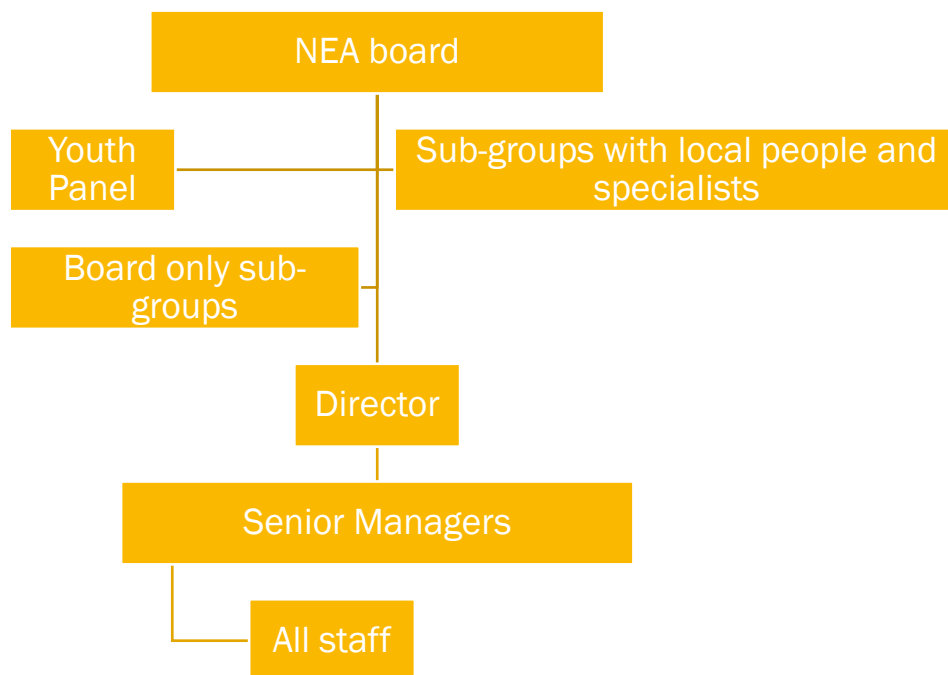 NEA board
Youth
Panel
Sub-groups with local people and
specialists
Board only sub-
groups
Director
Senior Managers
All staff